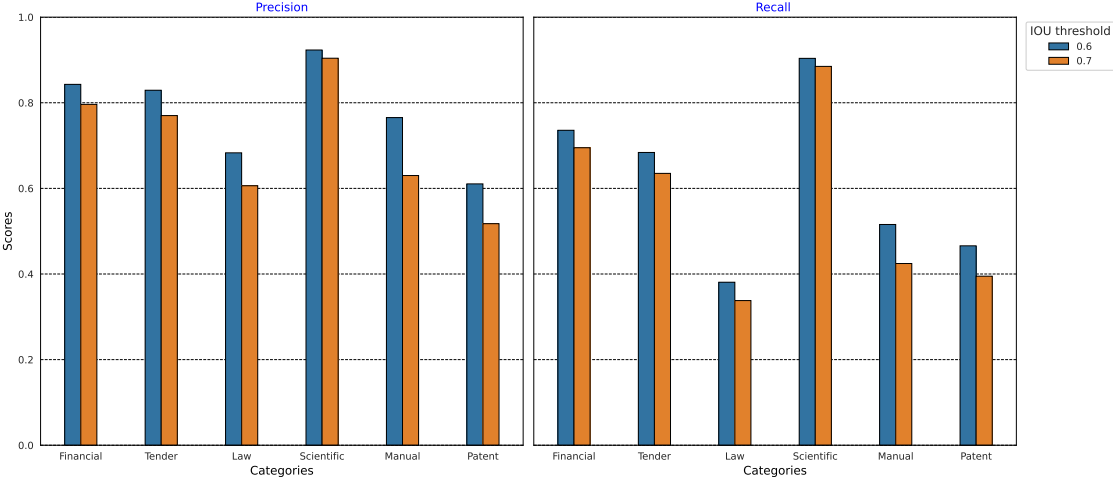 Precision
Recall
IOU threshold
0.6
0.7
Scores
1.0
0.8
0.6
0.4
0.2
0.0
Financial Tender Law Scientific Manual Patent
Categories
Financial Tender Law Scientific Manual Patent
Categories